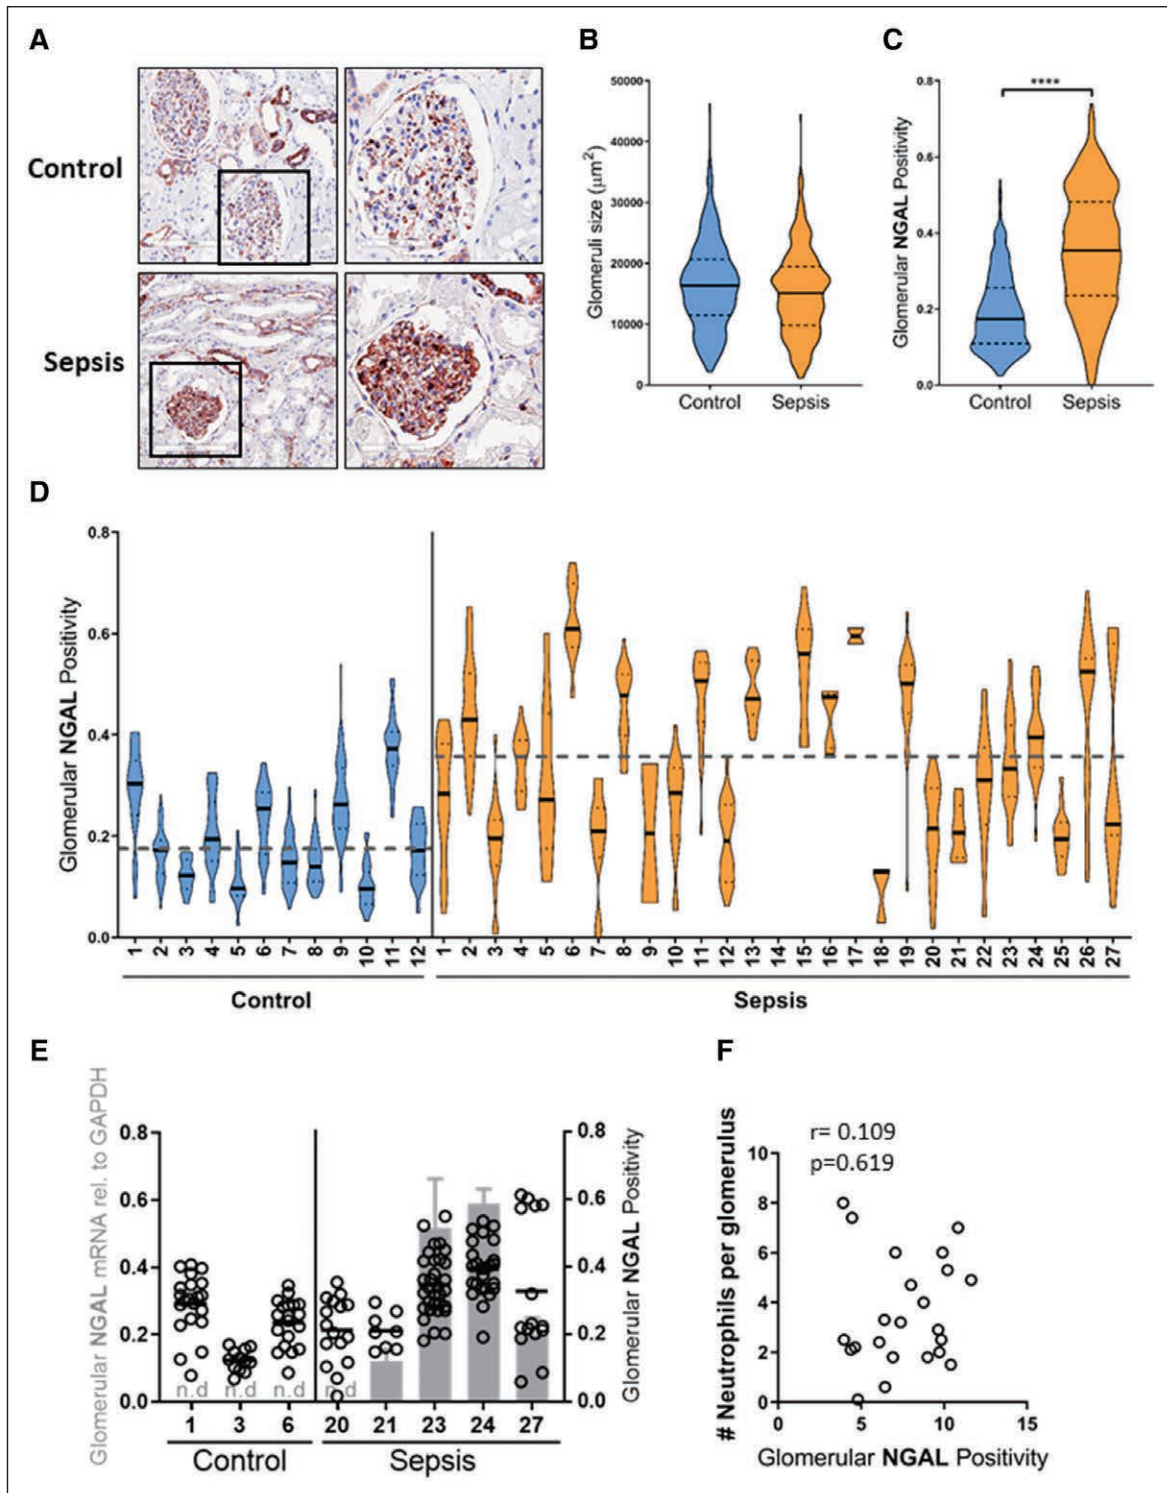 A
Control
Sepsis
B
Glomeruli size (μm²)
50000
40000
30000
20000
10000
0
Control Sepsis
C
Glomerular NGAL Positivity
0.8
0.6
0.4
0.2
0.0
****
Control Sepsis
D
Glomerular NGAL Positivity
0.8
0.6
0.4
0.2
0.0
1 2 3 4 5 6 7 8 9 10 11 12 1 2 3 4 5 6 7 8 9 10 11 12 13 14 15 16 17 18 19 20 21 22 23 24 25 26 27
Control Sepsis
E
Glomerular NGAL mRNA rel. to GAPDH
0.8
0.6
0.4
0.2
0.0
n.d n.d n.d n.d
1 3 6 20 21 23 24 27
Control Sepsis
0.8
0.6
0.4
0.2
0.0
Glomerular NGAL Positivity
F
# Neutrophils per glomerulus
r= 0.109
p=0.619
10
8
6
4
2
0
0 5 10 15
Glomerular NGAL Positivity